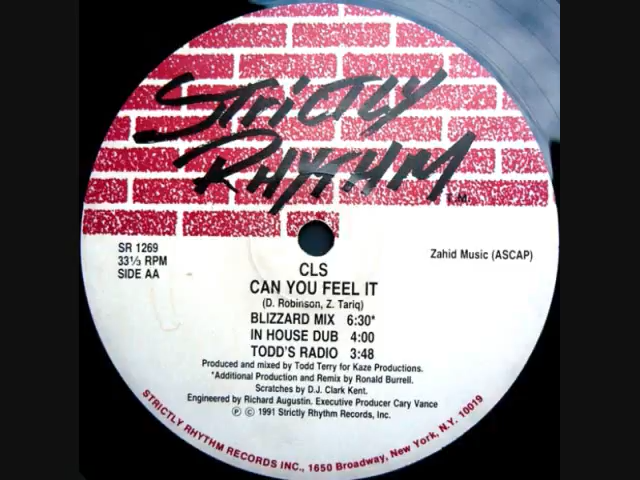 STRICTLY
RHYTHM
T.M.
SR 1269
33⅓ RPM
SIDE AA
Zahid Music (ASCAP)
CLS
CAN YOU FEEL IT
(D. Robinson, Z. Tariq)
BLIZZARD MIX 6:30*
IN HOUSE DUB 4:00
TODD'S RADIO 3:48
Produced and mixed by Todd Terry for Kaze Productions.
*Additional Production and Remix by Ronald Burrell.
Scratches by D.J. Clark Kent.
Engineered by Richard Augustin. Executive Producer Cary Vance
℗ © 1991 Strictly Rhythm Records, Inc.
STRICTLY RHYTHM RECORDS INC., 1650 Broadway, New York, N.Y. 10019